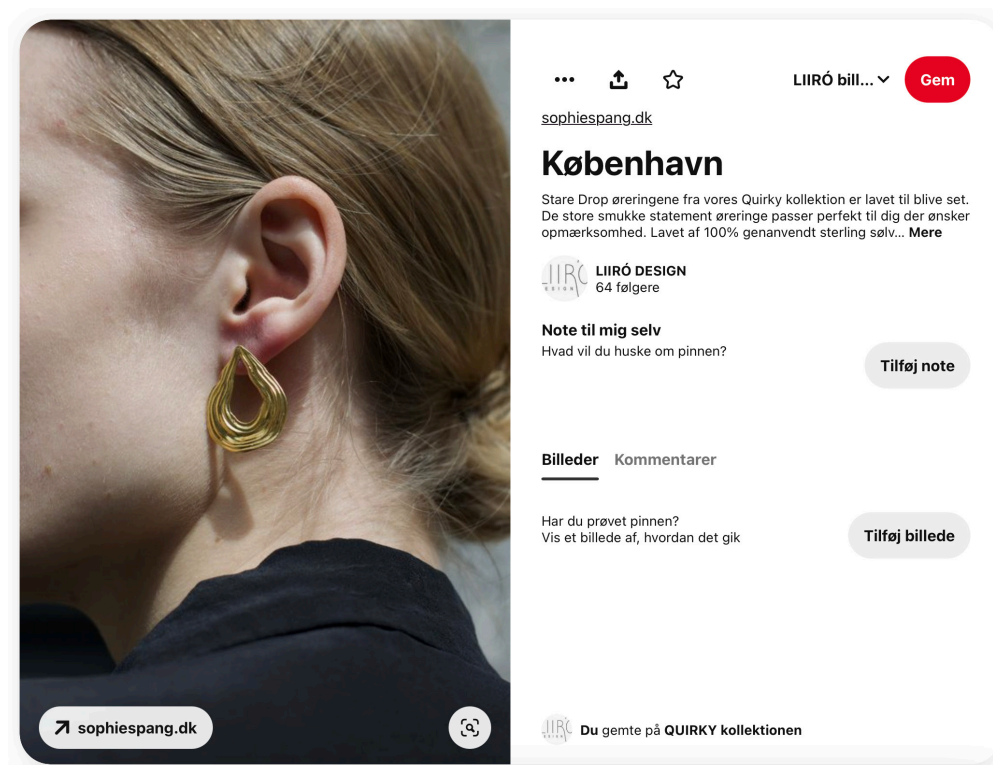 LIIRÓ bill...
Gem
sophiespang.dk
København
Stare Drop øreringene fra vores Quirky kollektion er lavet til blive set.
De store smukke statement øreringe passer perfekt til dig der ønsker
opmærksomhed. Lavet af 100% genanvendt sterling sølv... Mere
LIIRÓ DESIGN
64 følgere
Note til mig selv
Hvad vil du huske om pinnen?
Tilføj note
Billeder
Kommentarer
Har du prøvet pinnen?
Vis et billede af, hvordan det gik
Tilføj billede
sophiespang.dk
Du gemte på QUIRKY kollektionen